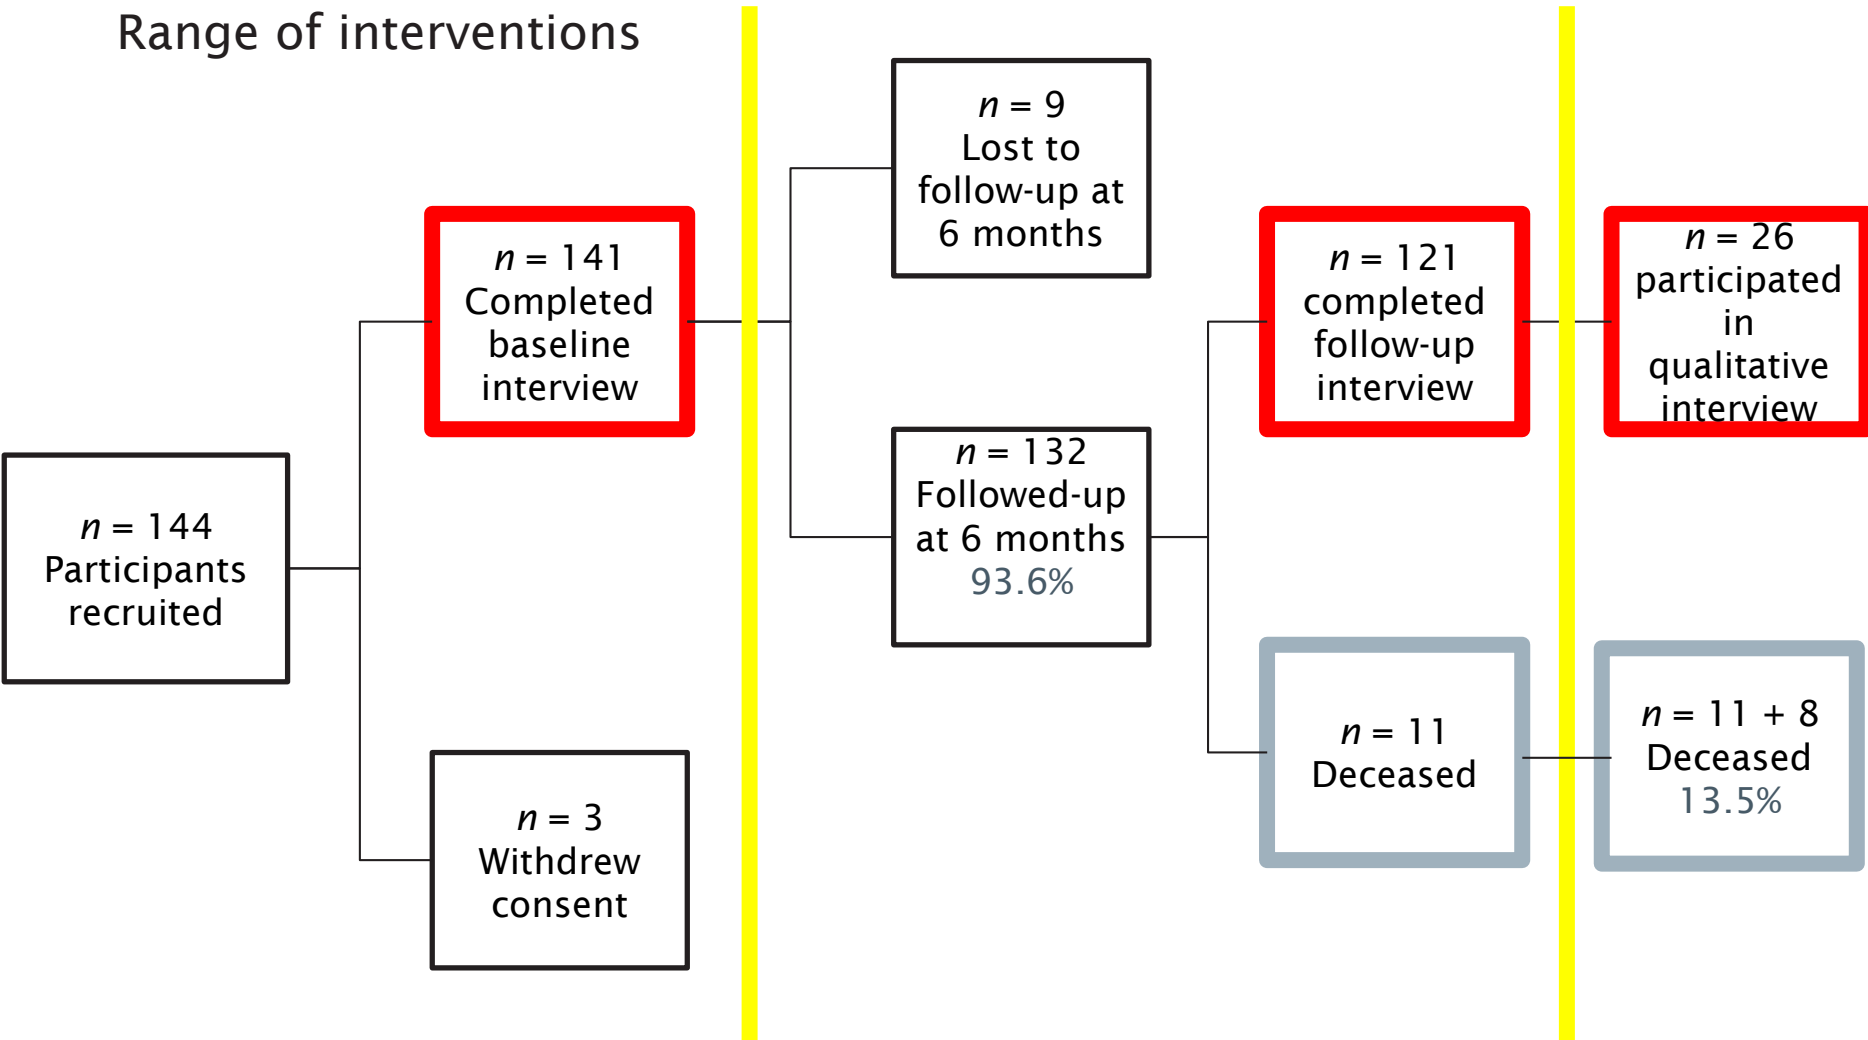 Range of interventions
n = 144
Participants
recruited
n = 141
Completed
baseline
interview
n = 3
Withdrew
consent
n = 9
Lost to
follow-up at
6 months
n = 132
Followed-up
at 6 months
93.6%
n = 121
completed
follow-up
interview
n = 11
Deceased
n = 26
participated
in
qualitative
interview
n = 11 + 8
Deceased
13.5%